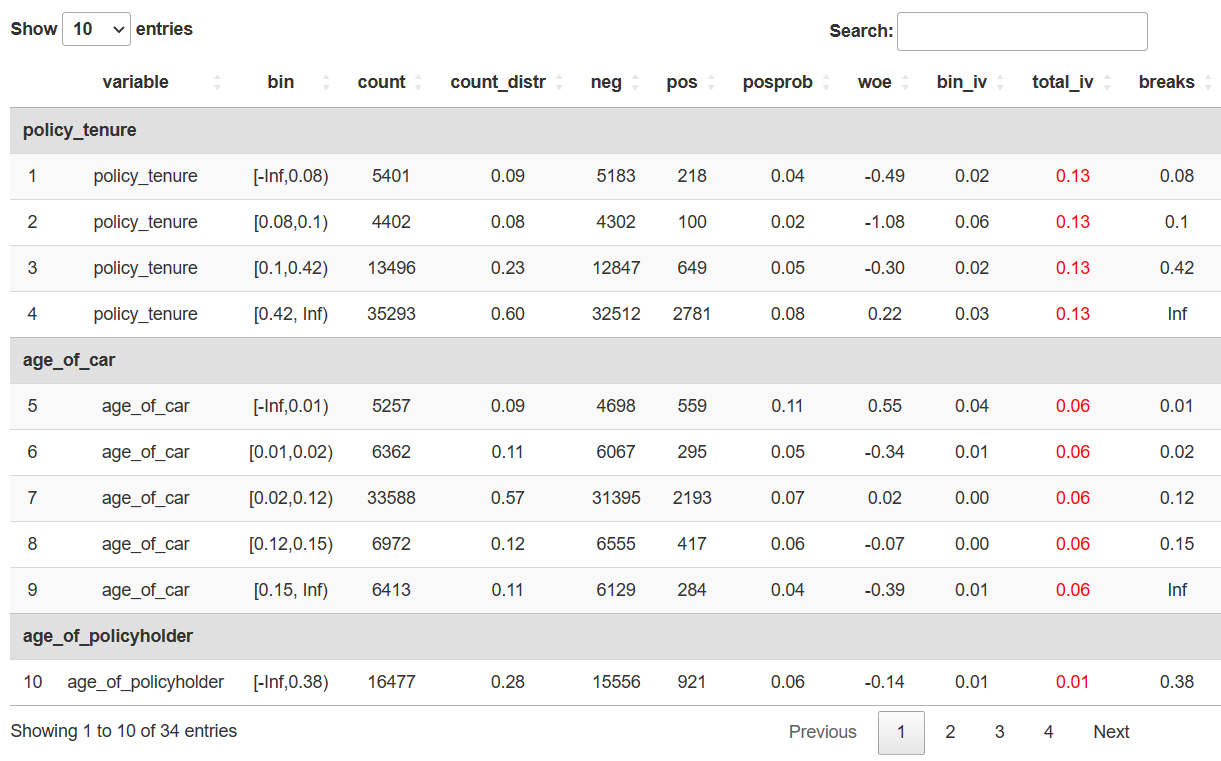 Show 10 entries Search:
variable bin count count_distr neg pos posprob woe bin_iv total_iv breaks
policy_tenure
1 policy_tenure [-Inf,0.08) 5401 0.09 5183 218 0.04 -0.49 0.02 0.13 0.08
2 policy_tenure [0.08,0.1) 4402 0.08 4302 100 0.02 -1.08 0.06 0.13 0.1
3 policy_tenure [0.1,0.42) 13496 0.23 12847 649 0.05 -0.30 0.02 0.13 0.42
4 policy_tenure [0.42, Inf) 35293 0.60 32512 2781 0.08 0.22 0.03 0.13 Inf
age_of_car
5 age_of_car [-Inf,0.01) 5257 0.09 4698 559 0.11 0.55 0.04 0.06 0.01
6 age_of_car [0.01,0.02) 6362 0.11 6067 295 0.05 -0.34 0.01 0.06 0.02
7 age_of_car [0.02,0.12) 33588 0.57 31395 2193 0.07 0.02 0.00 0.06 0.12
8 age_of_car [0.12,0.15) 6972 0.12 6555 417 0.06 -0.07 0.00 0.06 0.15
9 age_of_car [0.15, Inf) 6413 0.11 6129 284 0.04 -0.39 0.01 0.06 Inf
age_of_policyholder
10 age_of_policyholder [-Inf,0.38) 16477 0.28 15556 921 0.06 -0.14 0.01 0.01 0.38
Showing 1 to 10 of 34 entries Previous 1 2 3 4 Next